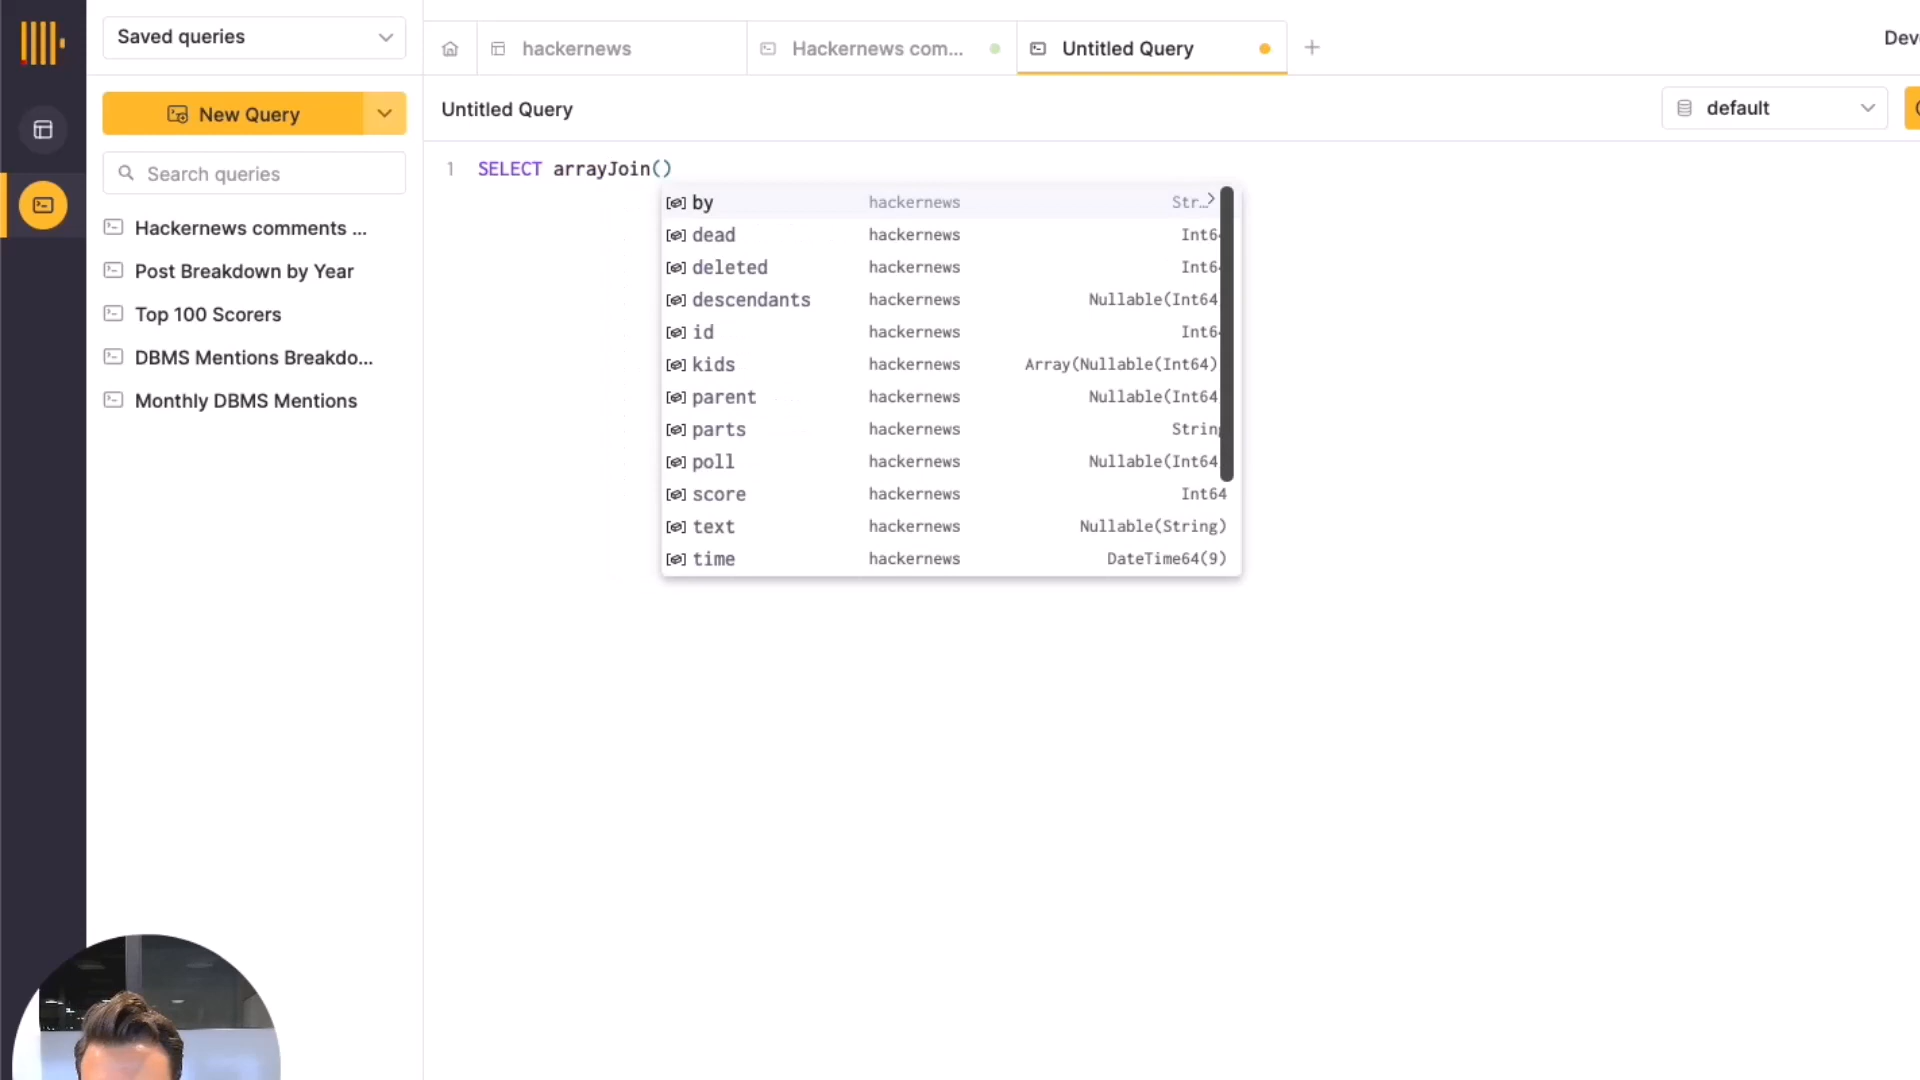 Saved queries
hackernews
Hackernews com...
Untitled Query
New Query
Search queries
Hackernews comments ...
Post Breakdown by Year
Top 100 Scorers
DBMS Mentions Breakdo...
Monthly DBMS Mentions
Untitled Query
default
1 SELECT arrayJoin()
by hackernews Str...
dead hackernews Int6
deleted hackernews Int6
descendants hackernews Nullable(Int64
id hackernews Int6
kids hackernews Array(Nullable(Int64)
parent hackernews Nullable(Int64
parts hackernews String
poll hackernews Nullable(Int64
score hackernews Int64
text hackernews Nullable(String)
time hackernews DateTime64(9)